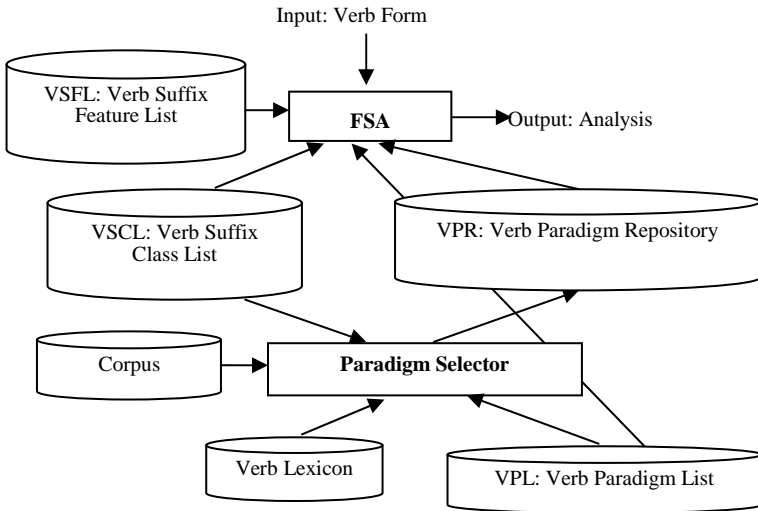 Input: Verb Form
VSFL: Verb Suffix
Feature List
FSA
Output: Analysis
VSCL: Verb Suffix
Class List
VPR: Verb Paradigm Repository
Corpus
Paradigm Selector
Verb Lexicon
VPL: Verb Paradigm List